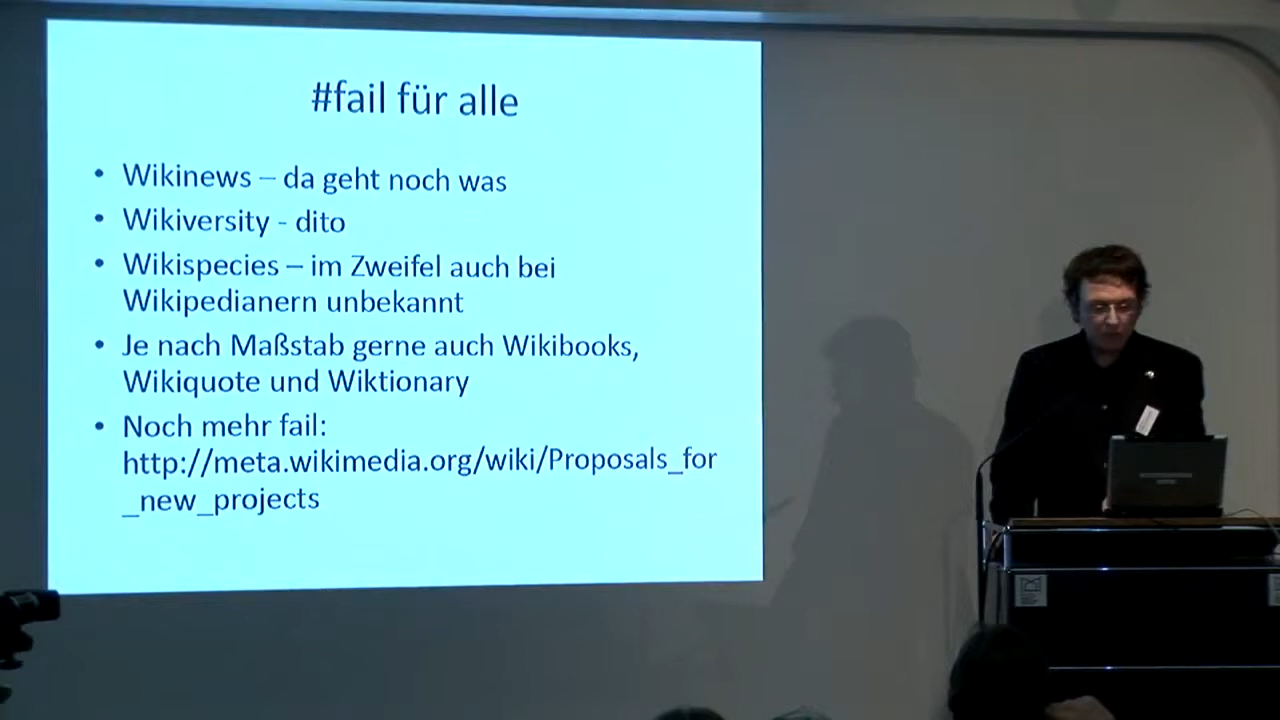 #fail für alle
• Wikinews – da geht noch was
• Wikiversity - dito
• Wikispecies – im Zweifel auch bei
Wikipedianern unbekannt
• Je nach Maßstab gerne auch Wikibooks,
Wikiquote und Wiktionary
• Noch mehr fail:
http://meta.wikimedia.org/wiki/Proposals_for
_new_projects